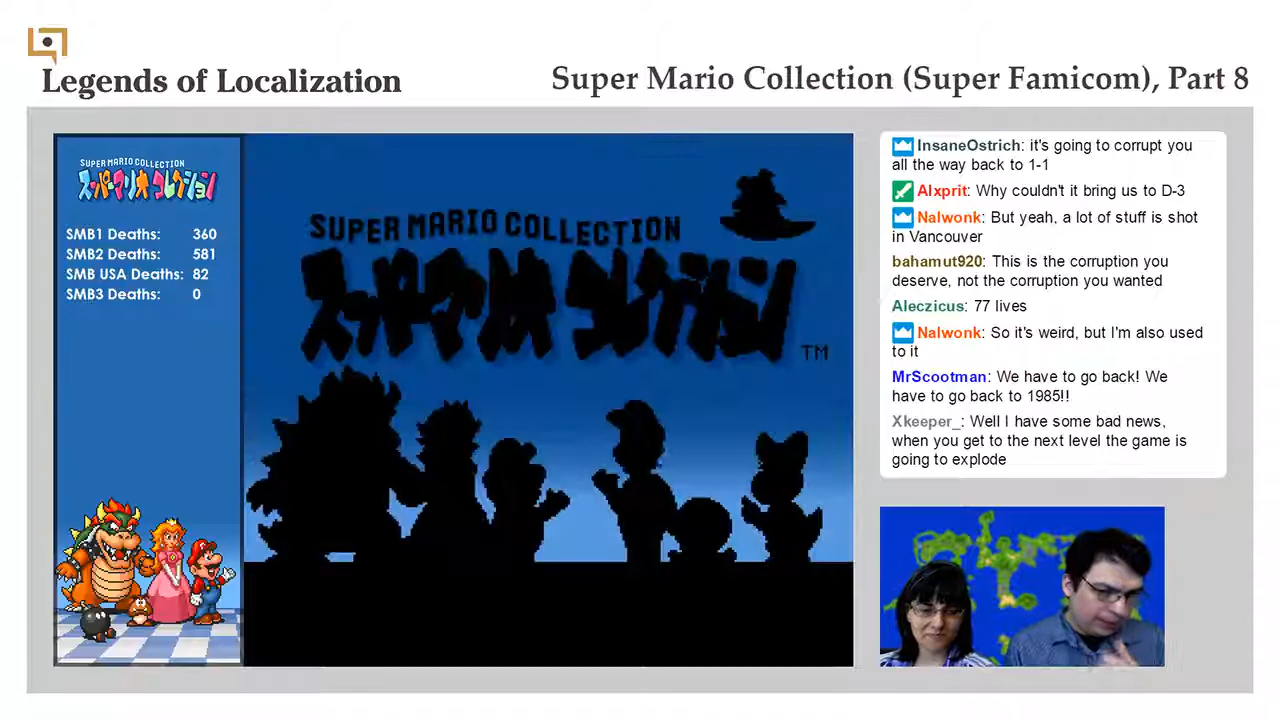 Legends of Localization
Super Mario Collection (Super Famicom), Part 8
SUPER MARIO COLLECTION
スーパーマリオ コレクション
SMB1 Deaths: 360
SMB2 Deaths: 581
SMB USA Deaths: 82
SMB3 Deaths: 0
SUPER MARIO COLLECTION
スーパーマリオ コレクション
TM
InsaneOstrich: it's going to corrupt you
all the way back to 1-1
Alxprit: Why couldn't it bring us to D-3
Nalwonk: But yeah, a lot of stuff is shot
in Vancouver
bahamut920: This is the corruption you
deserve, not the corruption you wanted
Aleczicus: 77 lives
Nalwonk: So it's weird, but I'm also used
to it
MrScootman: We have to go back! We
have to go back to 1985!!
Xkeeper_: Well I have some bad news,
when you get to the next level the game is
going to explode